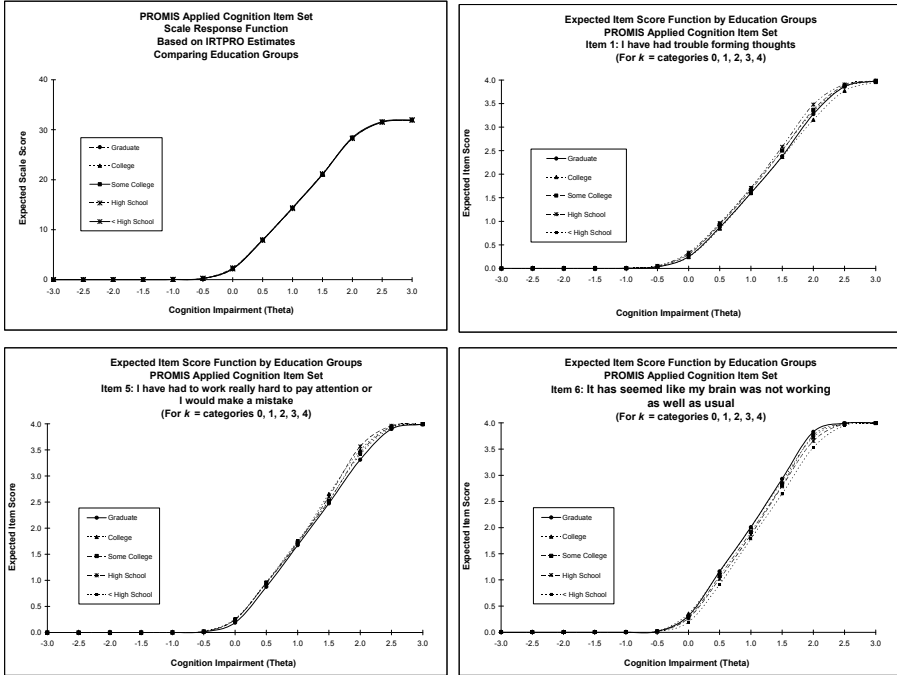 PROMIS Applied Cognition Item Set
Scale Response Function
Based on IRTPRO Estimates
Comparing Education Groups
Expected Scale Score
40
30
20
10
0
Graduate
College
Some College
High School
< High School
-3.0 -2.5 -2.0 -1.5 -1.0 -0.5 0.0 0.5 1.0 1.5 2.0 2.5 3.0
Cognition Impairment (Theta)
Expected Item Score Function by Education Groups
PROMIS Applied Cognition Item Set
Item 1: I have had trouble forming thoughts
(For k = categories 0, 1, 2, 3, 4)
Expected Item Score
4.0
3.5
3.0
2.5
2.0
1.5
1.0
0.5
0.0
Graduate
College
Some College
High School
< High School
-3.0 -2.5 -2.0 -1.5 -1.0 -0.5 0.0 0.5 1.0 1.5 2.0 2.5 3.0
Cognition Impairment (Theta)
Expected Item Score Function by Education Groups
PROMIS Applied Cognition Item Set
Item 5: I have had to work really hard to pay attention or
I would make a mistake
(For k = categories 0, 1, 2, 3, 4)
Expected Item Score
4.0
3.5
3.0
2.5
2.0
1.5
1.0
0.5
0.0
Graduate
College
Some College
High School
< High School
-3.0 -2.5 -2.0 -1.5 -1.0 -0.5 0.0 0.5 1.0 1.5 2.0 2.5 3.0
Cognition Impairment (Theta)
Expected Item Score Function by Education Groups
PROMIS Applied Cognition Item Set
Item 6: It has seemed like my brain was not working
as well as usual
(For k = categories 0, 1, 2, 3, 4)
Expected Item Score
4.0
3.5
3.0
2.5
2.0
1.5
1.0
0.5
0.0
Graduate
College
Some College
High School
< High School
-3.0 -2.5 -2.0 -1.5 -1.0 -0.5 0.0 0.5 1.0 1.5 2.0 2.5 3.0
Cognition Impairment (Theta)